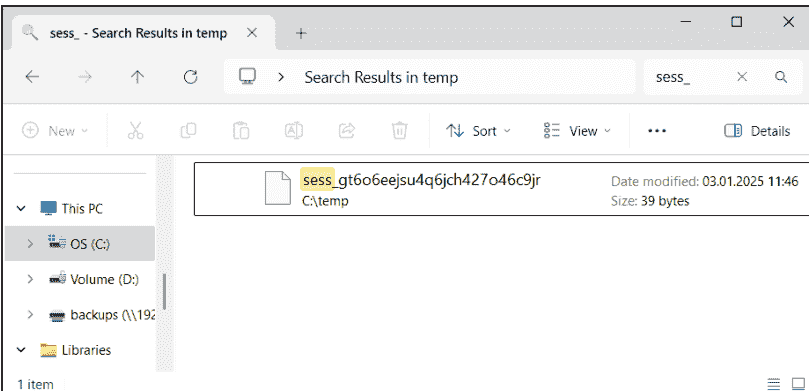 sess_ - Search Results in temp
Search Results in temp
sess_
New
Sort
View
Details
sess_gt6o6eejsu4q6jch427o46c9jr
C:\temp
Date modified: 03.01.2025 11:46
Size: 39 bytes
This PC
OS (C:)
Volume (D:)
backups (\\192
Libraries
1 item